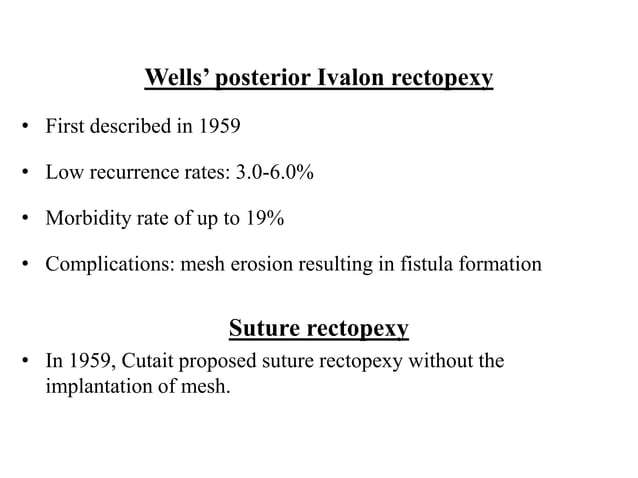 Wells’ posterior Ivalon rectopexy
• First described in 1959
• Low recurrence rates: 3.0-6.0%
• Morbidity rate of up to 19%
• Complications: mesh erosion resulting in fistula formation
Suture rectopexy
• In 1959, Cutait proposed suture rectopexy without the
implantation of mesh.